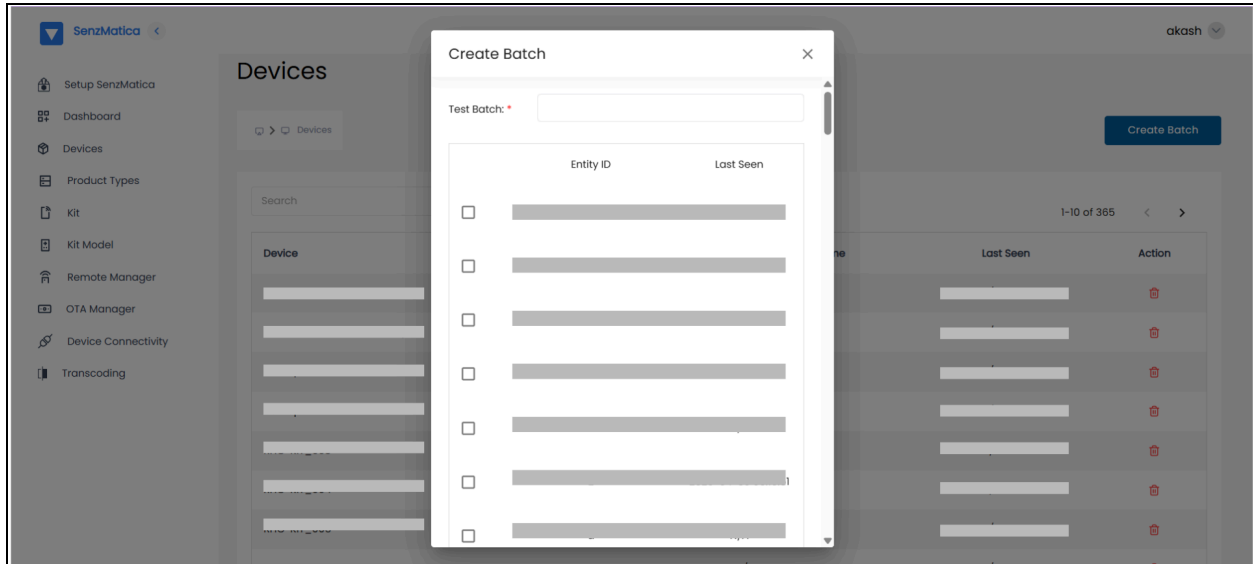 SenzMatica
akash
Setup SenzMatica
Dashboard
Devices
Product Types
Kit
Kit Model
Remote Manager
OTA Manager
Device Connectivity
Transcoding
Devices
Devices
Create Batch
Search
1-10 of 365
Device
Last Seen
Action
Create Batch
Test Batch: *
Entity ID
Last Seen